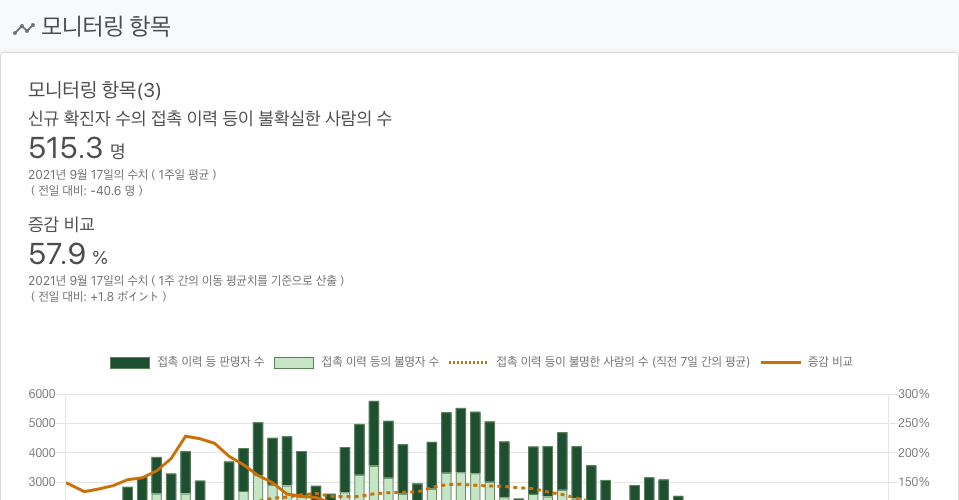 모니터링 항목
모니터링 항목(3)
신규 확진자 수의 접촉 이력 등이 불확실한 사람의 수
515.3 명
2021년 9월 17일의 수치 ( 1주일 평균 )
( 전일 대비: -40.6 명 )
증감 비교
57.9 %
2021년 9월 17일의 수치 ( 1주 간의 이동 평균치를 기준으로 산출 )
( 전일 대비: +1.8 ポイント )
접촉 이력 등 판명자 수 접촉 이력 등의 불명자 수 접촉 이력 등이 불명한 사람의 수 (직전 7일 간의 평균) 증감 비교
6000 300%
5000 250%
4000 200%
3000 150%